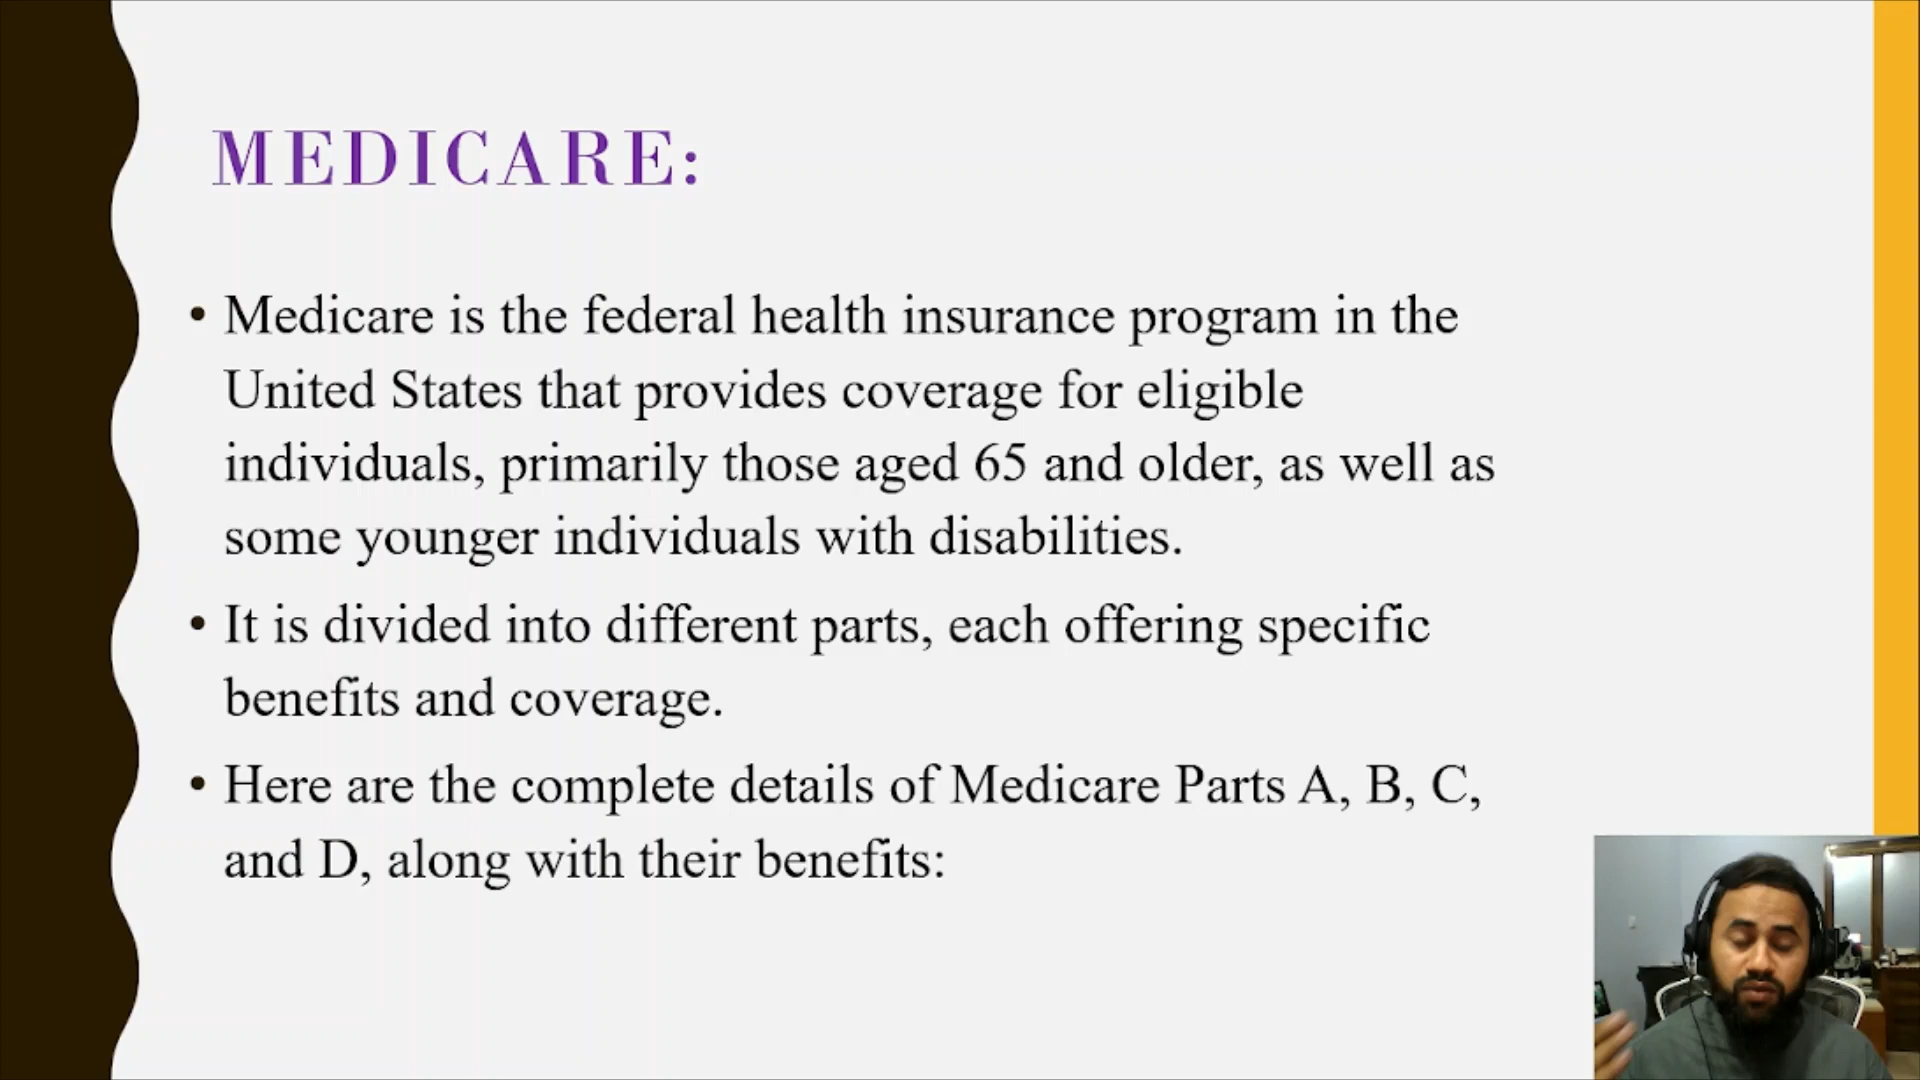 MEDICARE:
• Medicare is the federal health insurance program in the
United States that provides coverage for eligible
individuals, primarily those aged 65 and older, as well as
some younger individuals with disabilities.
• It is divided into different parts, each offering specific
benefits and coverage.
• Here are the complete details of Medicare Parts A, B, C,
and D, along with their benefits: